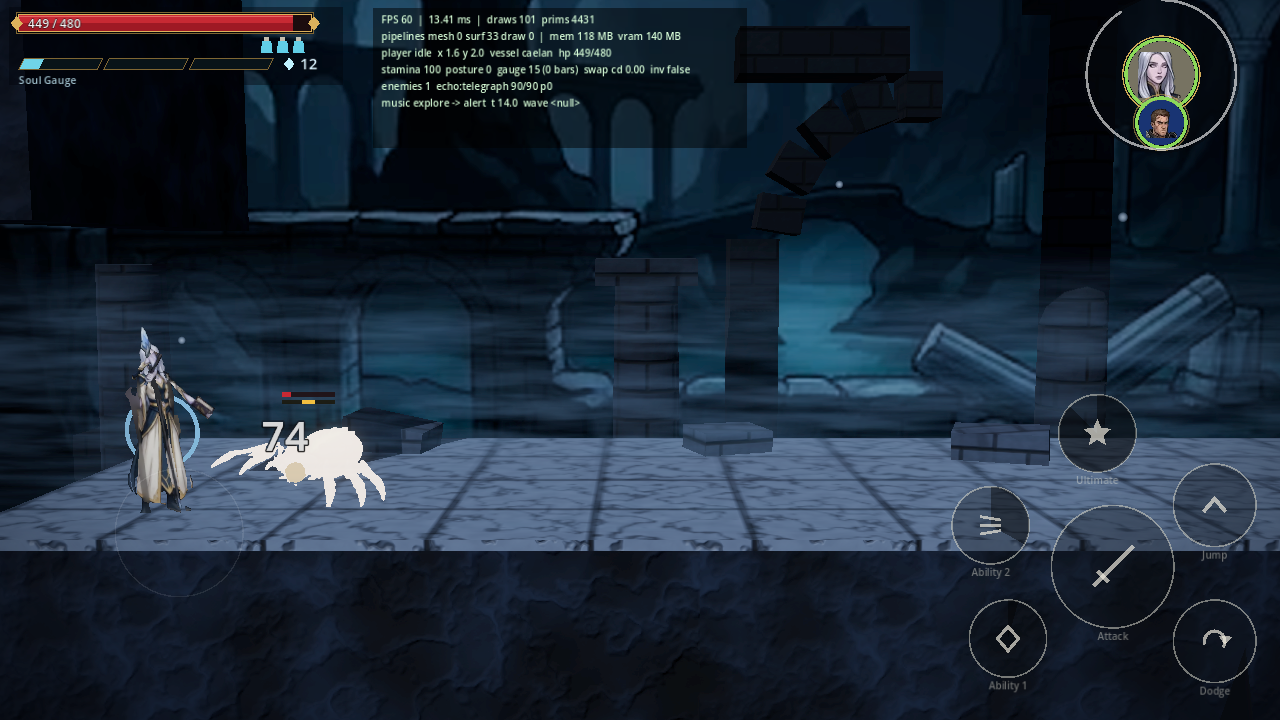 449 / 480
12
Soul Gauge
FPS 60 | 13.41 ms | draws 101 prims 4431
pipelines mesh 0 surf 33 draw 0 | mem 118 MB vram 140 MB
player idle x 1.6 y 2.0 vessel caelan hp 449/480
stamina 100 posture 0 gauge 15 (0 bars) swap cd 0.00 inv false
enemies 1 echo:telegraph 90/90 p0
music explore -> alert t 14.0 wave <null>
74
Ultimate
Ability 2
Jump
Attack
Ability 1
Dodge